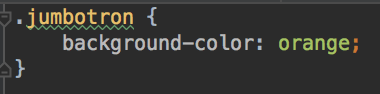 .jumbotron {
    background-color: orange;
}